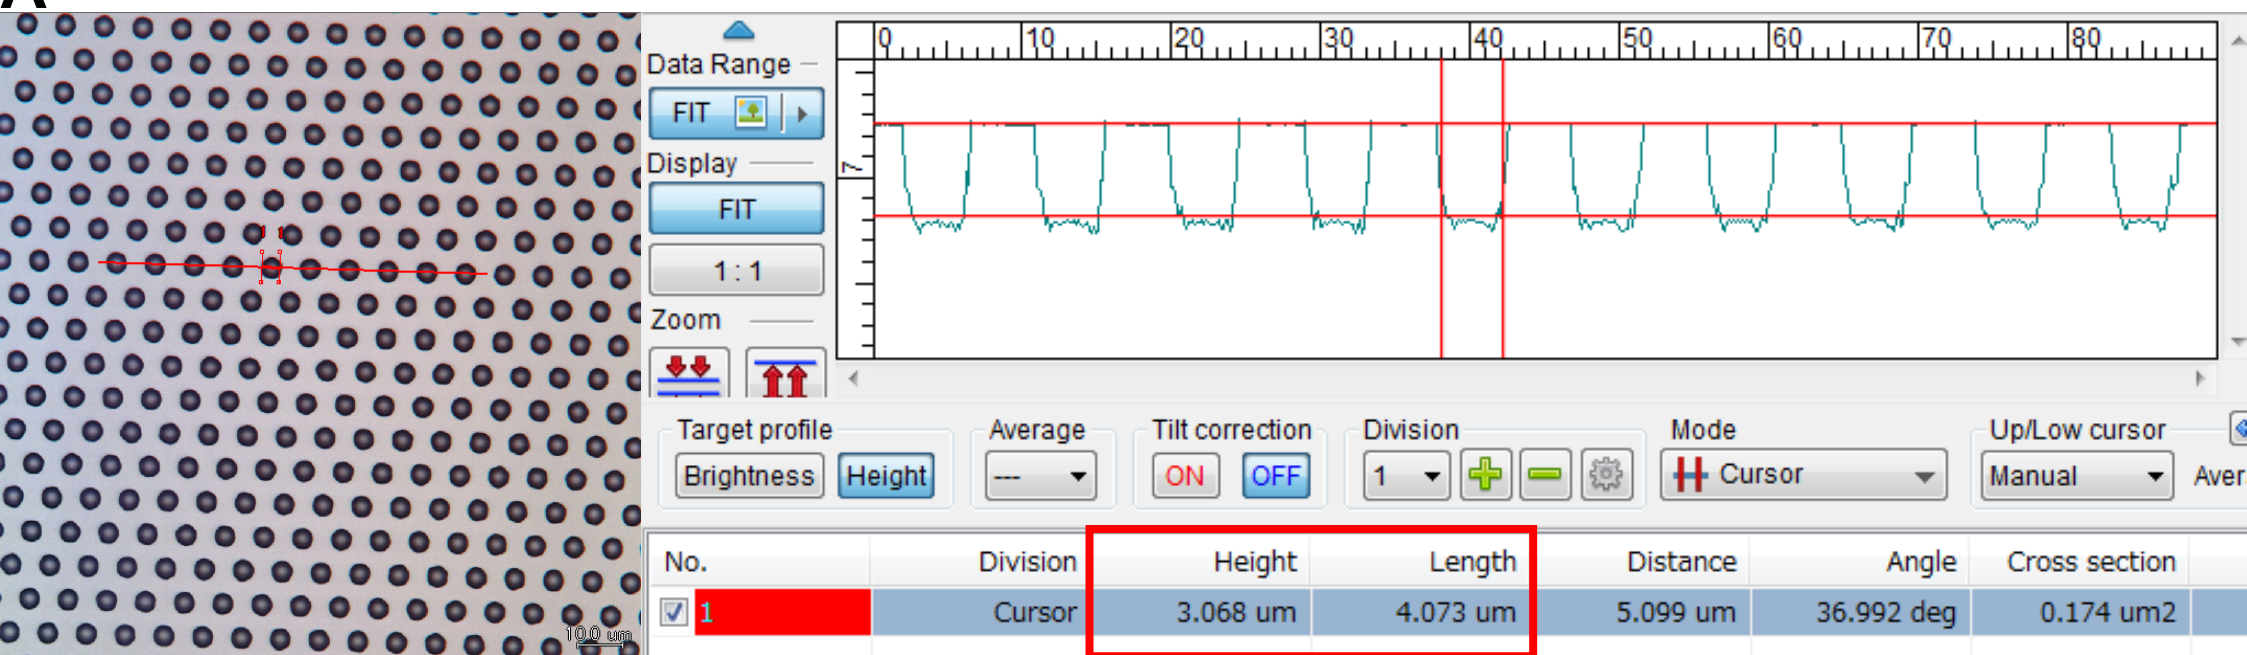 A
1 1
10.0 um
Data Range
FIT
Display
FIT
1 : 1
Zoom
0 10 20 30 40 50 60 70 80
7
Target profile
Brightness Height
Average
---
Tilt correction
ON OFF
Division
1
Mode
Cursor
Up/Low cursor
Manual
Aver
No. Division Height Length Distance Angle Cross section
1 Cursor 3.068 um 4.073 um 5.099 um 36.992 deg 0.174 um2